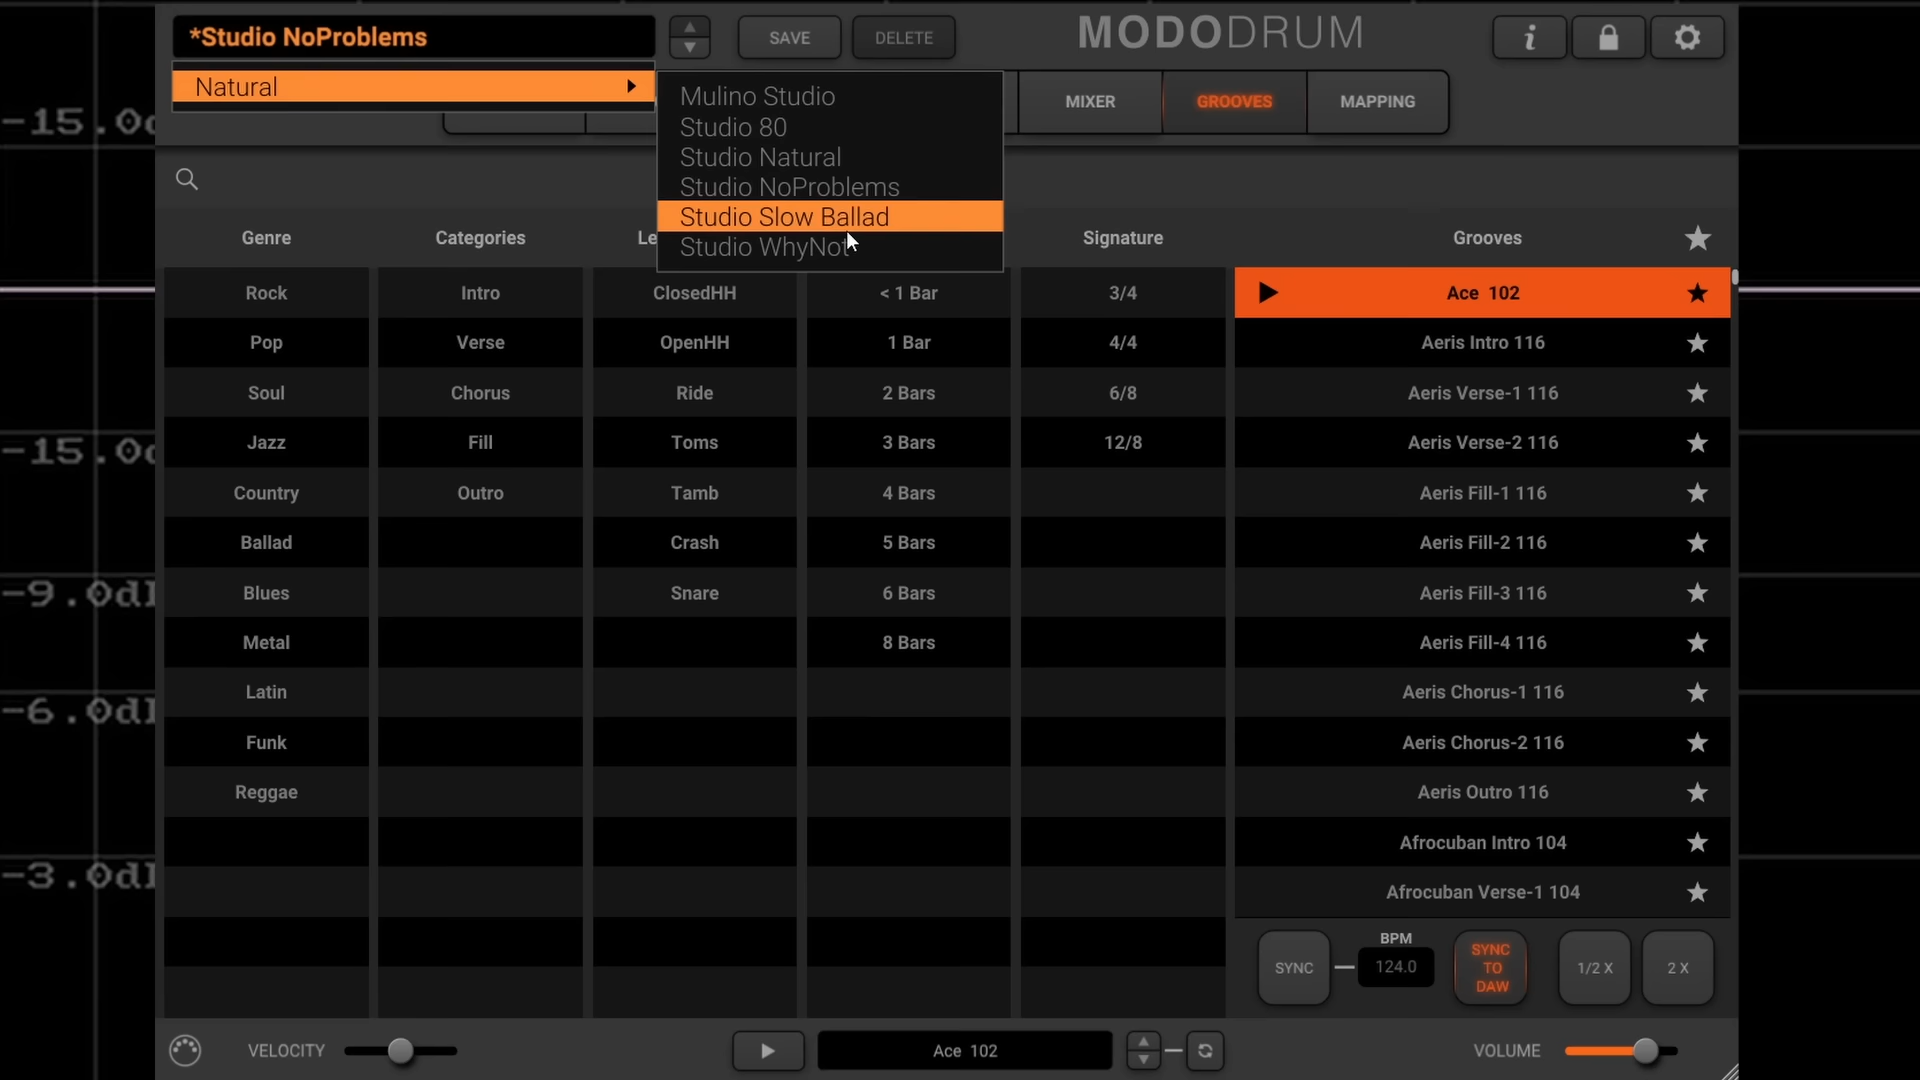 *Studio NoProblems
SAVE
DELETE
MODODRUM
i
Natural
Mulino Studio
Studio 80
Studio Natural
Studio NoProblems
Studio Slow Ballad
Studio WhyNot
MIXER
GROOVES
MAPPING
Genre
Categories
Le
Signature
Grooves
Rock
Intro
ClosedHH
< 1 Bar
3/4
Ace 102
Pop
Verse
OpenHH
1 Bar
4/4
Aeris Intro 116
Soul
Chorus
Ride
2 Bars
6/8
Aeris Verse-1 116
Jazz
Fill
Toms
3 Bars
12/8
Aeris Verse-2 116
Country
Outro
Tamb
4 Bars
Aeris Fill-1 116
Ballad
Crash
5 Bars
Aeris Fill-2 116
Blues
Snare
6 Bars
Aeris Fill-3 116
Metal
8 Bars
Aeris Fill-4 116
Latin
Aeris Chorus-1 116
Funk
Aeris Chorus-2 116
Reggae
Aeris Outro 116
Afrocuban Intro 104
Afrocuban Verse-1 104
SYNC
BPM
124.0
SYNC
TO
DAW
1/2 X
2 X
VELOCITY
Ace 102
VOLUME
-15.0d
-15.0d
-9.0d
-6.0d
-3.0d